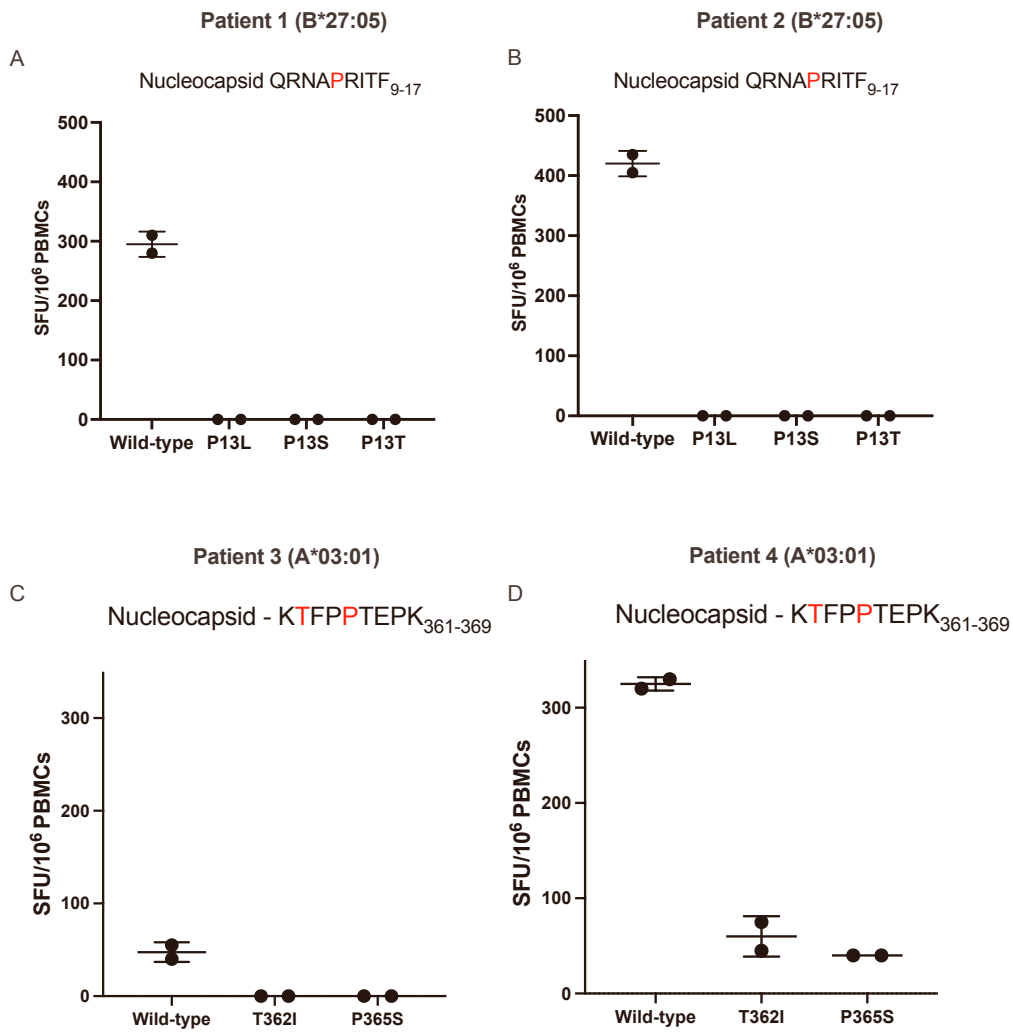 Patient 1 (B*27:05)
A
Nucleocapsid QRNAPRITF9-17
SFU/10⁶ PBMCs
500
400
300
200
100
0
Wild-type P13L P13S P13T
Patient 2 (B*27:05)
B
Nucleocapsid QRNAPRITF9-17
SFU/10⁶ PBMCs
500
400
300
200
100
0
Wild-type P13L P13S P13T
Patient 3 (A*03:01)
C
Nucleocapsid - KTFPPTEPK361-369
SFU/10⁶ PBMCs
300
200
100
0
Wild-type T362I P365S
Patient 4 (A*03:01)
D
Nucleocapsid - KTFPPTEPK361-369
SFU/10⁶ PBMCs
300
200
100
0
Wild-type T362I P365S